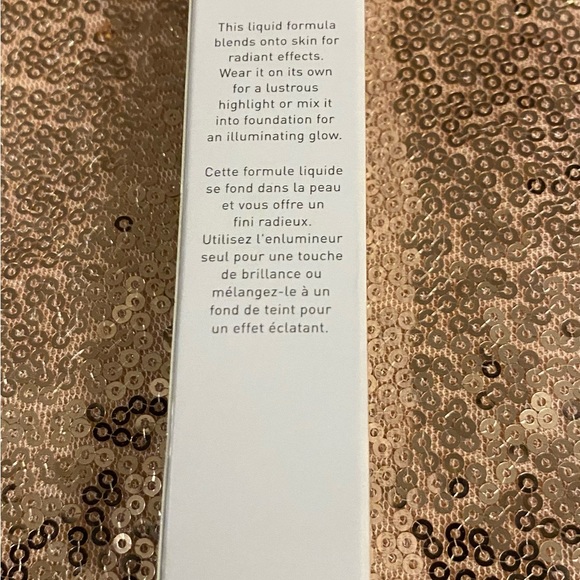 This liquid formula
blends onto skin for
radiant effects.
Wear it on its own
for a lustrous
highlight or mix it
into foundation for
an illuminating glow.
Cette formule liquide
se fond dans la peau
et vous offre un
fini radieux.
Utilisez l'enlumineur
seul pour une touche
de brillance ou
mélangez-le à un
fond de teint pour
un effet éclatant.